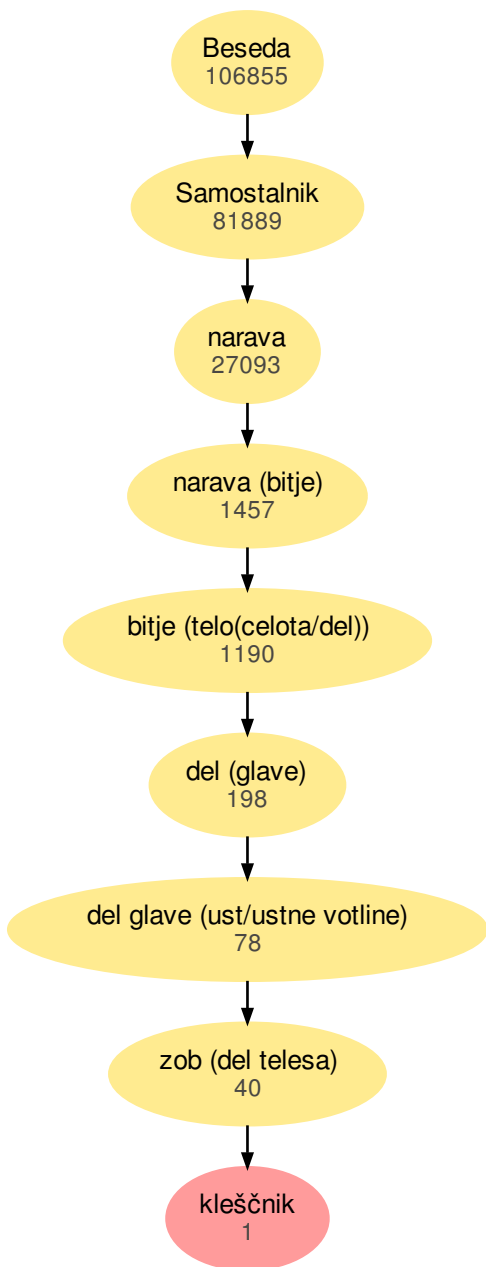 Beseda
106855
Samostalnik
81889
narava
27093
narava (bitje)
1457
bitje (telo(celota/del))
1190
del (glave)
198
del glave (ust/ustne votline)
78
zob (del telesa)
40
kleščnik
1